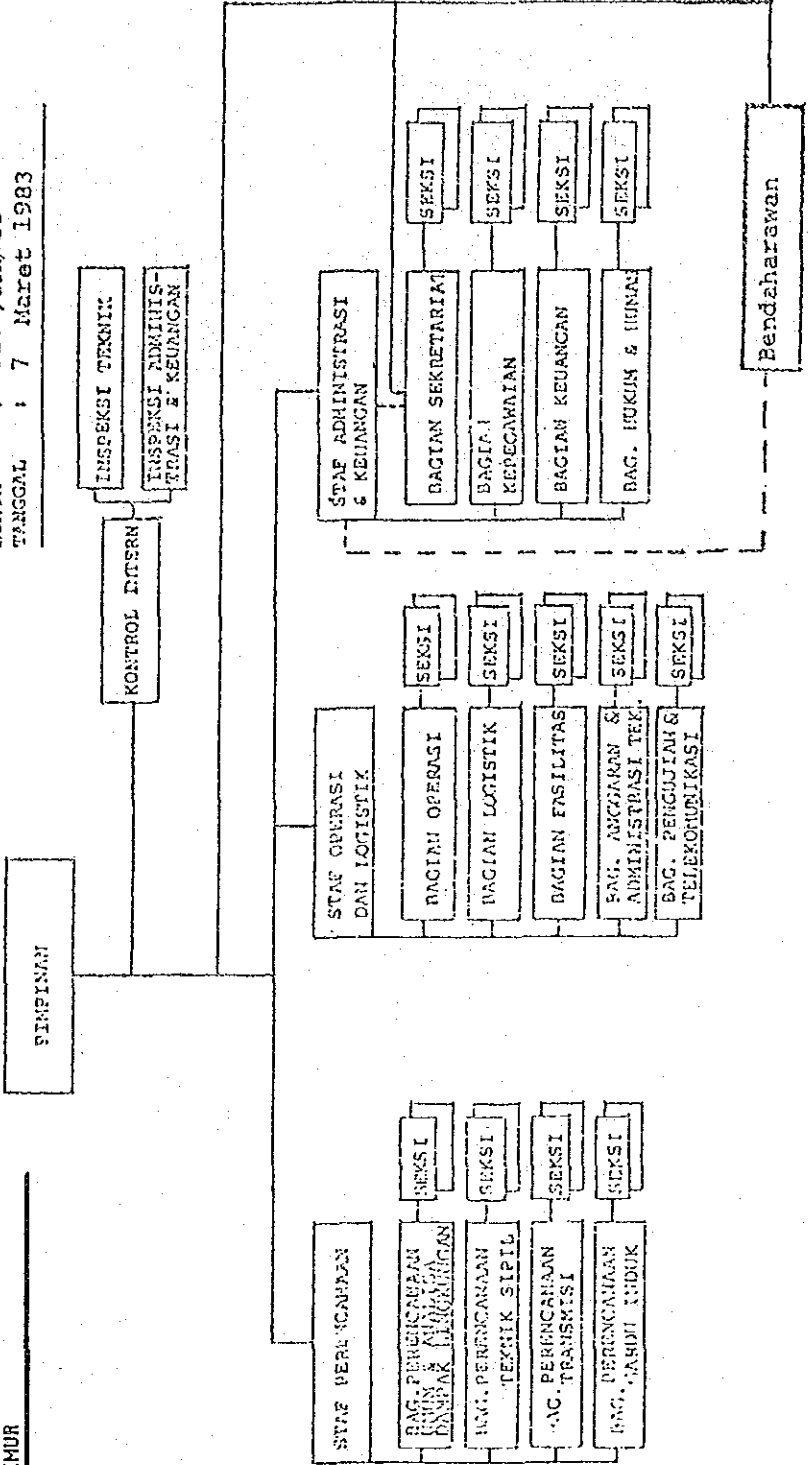 TIMUR
TANGGAL : 7 Maret 1983
PIMPINAN
KONTROL INTERN
INSPEKSI TEKNIK
INSPEKSI ADMINIS-
TRASI & KEUANGAN
STAF PERENCANAAN
BAG. PERENCANAAN
UMUM & ANALISA
DAMPAK LINGKUNGAN
SEKSI
BAG. PERENCANAAN
TEKNIK SIPIL
SEKSI
BAG. PERENCANAAN
TRANSMISI
SEKSI
BAG. PERENCANAAN
GARDU INDUK
SEKSI
STAF OPERASI
DAN LOGISTIK
BAGIAN OPERASI
SEKSI
BAGIAN LOGISTIK
SEKSI
BAGIAN FASILITAS
SEKSI
BAG. ANGGARAN &
ADMINISTRASI TEK.
SEKSI
BAG. PENGUJIAN &
TELEKOMUNIKASI
SEKSI
STAF ADMINISTRASI
& KEUANGAN
BAGIAN SEKRETARIAT
SEKSI
BAGIAN
KEPEGAWAIAN
SEKSI
BAGIAN KEUANGAN
SEKSI
BAG. HUKUM & HUMAS
SEKSI
Bendaharawan